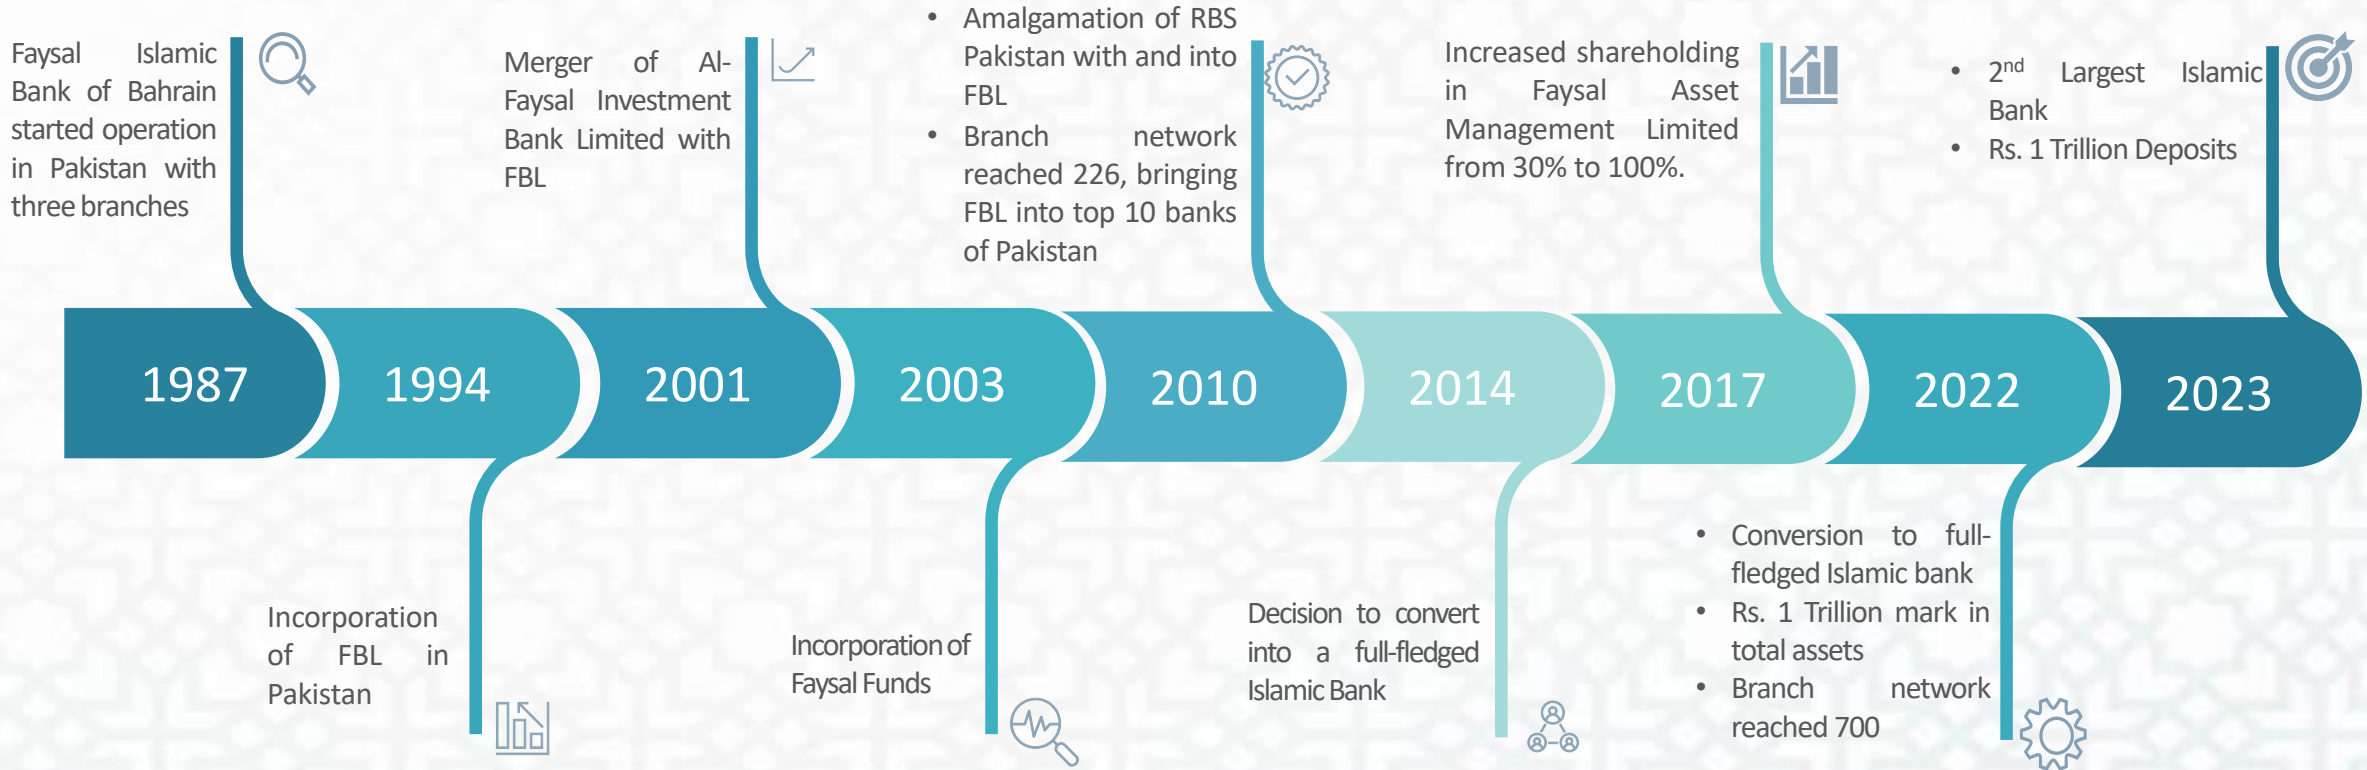 Faysal Islamic
Bank of Bahrain
started operation
in Pakistan with
three branches
Merger of Al-
Faysal Investment
Bank Limited with
FBL
• Amalgamation of RBS
Pakistan with and into
FBL
• Branch network
reached 226, bringing
FBL into top 10 banks
of Pakistan
Increased shareholding
in Faysal Asset
Management Limited
from 30% to 100%.
• 2nd Largest Islamic
Bank
• Rs. 1 Trillion Deposits
1987
1994
2001
2003
2010
2014
2017
2022
2023
Incorporation
of FBL in
Pakistan
Incorporation of
Faysal Funds
Decision to convert
into a full-fledged
Islamic Bank
• Conversion to full-
fledged Islamic bank
• Rs. 1 Trillion mark in
total assets
• Branch network
reached 700